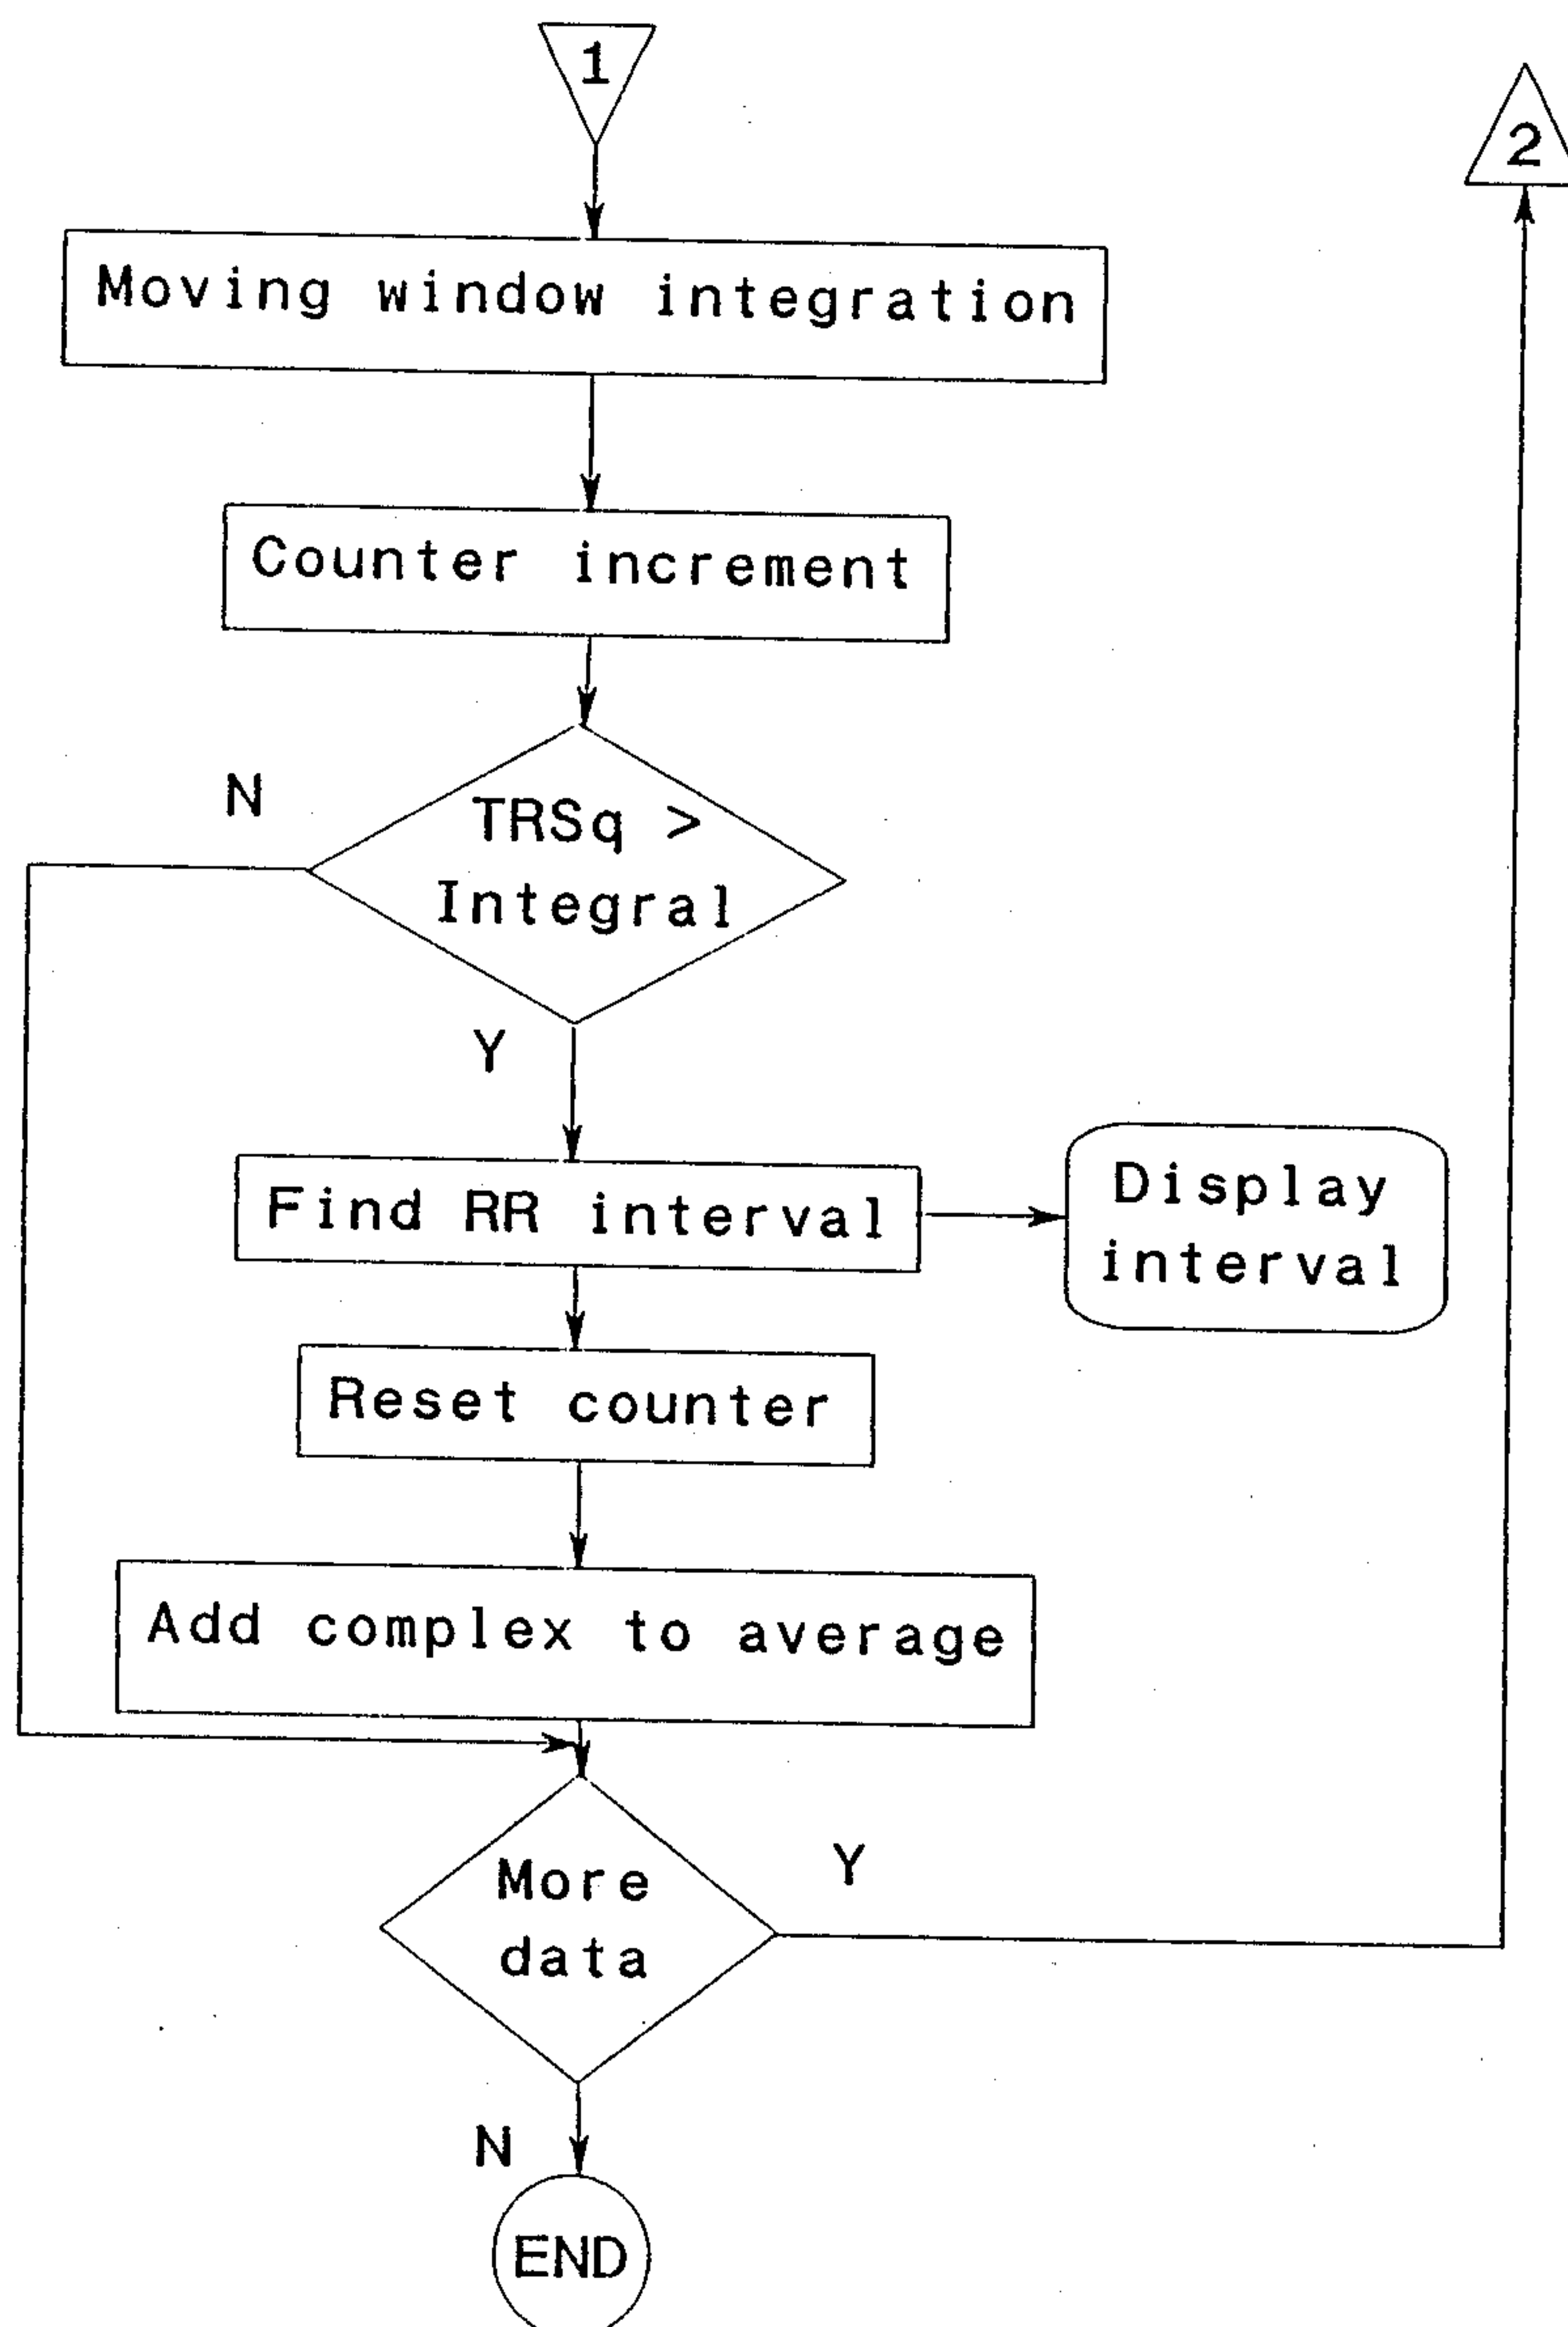 1
2
Moving window integration
Counter increment
N
TRSq >
Integral
Y
Find RR interval
Display
interval
Reset counter
Add complex to average
More
data
Y
N
END